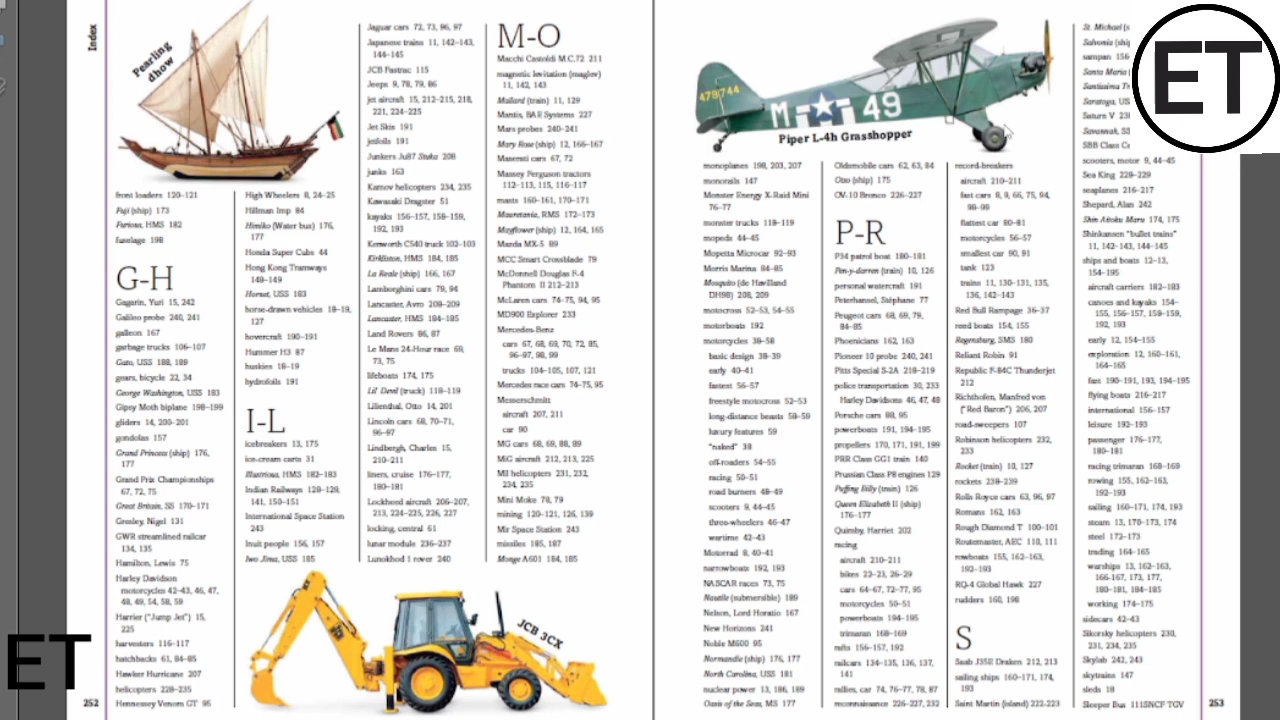 Index
Pearling
dhow
front loaders 120–121
Fuji (ship) 173
Furious, HMS 182
fuselage 198
G-H
Gagarin, Yuri 15, 242
Galileo probe 240, 241
galleon 167
garbage trucks 106–107
Gato, USS 188, 189
gears, bicycle 22, 34
George Washington, USS 183
Gipsy Moth biplane 198–199
gliders 14, 200–201
gondolas 157
Grand Princess (ship) 176,
177
Grand Prix Championships
67, 72, 75
Great Britain, SS 170–171
Gresley, Nigel 131
GWR streamlined railcar
134, 135
Hamilton, Lewis 75
Harley Davidson
motorcycles 42–43, 46, 47,
48, 49, 54, 58, 59
Harrier ("Jump Jet") 15,
225
harvesters 116–117
hatchbacks 61, 84–85
Hawker Hurricane 207
helicopters 228–235
Hennessey Venom GT 95
252
High Wheelers 8, 24–25
Hillman Imp 84
Himiko (Water bus) 176,
177
Honda Super Cubs 44
Hong Kong Tramways
148–149
Hornet, USS 183
horse-drawn vehicles 18–19,
127
hovercraft 190–191
Hummer H3 87
huskies 18–19
hydrofoils 191
I-L
icebreakers 13, 175
ice-cream carts 31
Illustrious, HMS 182–183
Indian Railways 128–129,
141, 150–151
International Space Station
243
Inuit people 156, 157
Iwo Jima, USS 185
Jaguar cars 72, 73, 96, 97
Japanese trains 11, 142–143,
144–145
JCB Fastrac 115
Jeeps 9, 78, 79, 86
jet aircraft 15, 212–215, 218,
221, 224–225
Jet Skis 191
jetfoils 191
Junkers Ju87 Stuka 208
junks 163
Kamov helicopters 234, 235
Kawasaki Dragster 51
kayaks 156–157, 158–159,
192, 193
Kenworth C540 truck 102–103
Kirkliston, HMS 184, 185
La Reale (ship) 166, 167
Lamborghini cars 79, 94
Lancaster, Avro 208–209
Lancaster, HMS 184–185
Land Rovers 86, 87
Le Mans 24-Hour race 69,
73, 75
lifeboats 174, 175
Lil' Devil (truck) 118–119
Lilienthal, Otto 14, 201
Lincoln cars 68, 70–71,
96–97
Lindbergh, Charles 15,
210–211
liners, cruise 176–177,
180–181
Lockheed aircraft 206–207,
213, 224–225, 226, 227
locking, central 61
lunar module 236–237
Lunokhod 1 rover 240
M-O
Macchi Castoldi M.C.72 211
magnetic levitation (maglev)
11, 142, 143
Mallard (train) 11, 129
Mantis, BAE Systems 227
Mars probes 240–241
Mary Rose (ship) 12, 166–167
Maserati cars 67, 72
Massey Ferguson tractors
112–113, 115, 116–117
masts 160–161, 170–171
Mauretania, RMS 172–173
Mayflower (ship) 12, 164, 165
Mazda MX-5 89
MCC Smart Crossblade 79
McDonnell Douglas F-4
Phantom II 212–213
McLaren cars 74–75, 94, 95
MD900 Explorer 233
Mercedes-Benz
cars 67, 68, 69, 70, 72, 85,
96–97, 98, 99
trucks 104–105, 107, 121
Mercedes race cars 74–75, 95
Messerschmitt
aircraft 207, 211
car 90
MG cars 68, 69, 88, 89
MiG aircraft 212, 213, 225
Mil helicopters 231, 232,
234, 235
Mini Moke 78, 79
mining 120–121, 126, 139
Mir Space Station 243
missiles 185, 187
Monge A601 184, 185
JCB 3CX
478744
M 49
Piper L-4h Grasshopper
monoplanes 198, 203, 207
monorails 147
Monster Energy X-Raid Mini
76–77
monster trucks 118–119
mopeds 44–45
Mopetta Microcar 92–93
Morris Marina 84–85
Mosquito (de Havilland
DH98) 208, 209
motocross 52–53, 54–55
motorboats 192
motorcycles 38–58
basic design 38–39
early 40–41
fastest 56–57
freestyle motocross 52–53
long-distance beasts 58–59
luxury features 59
"naked" 38
off-roaders 54–55
racing 50–51
road burners 48–49
scooters 9, 44–45
three-wheelers 46–47
wartime 42–43
Motorrad 8, 40–41
narrowboats 192, 193
NASCAR races 73, 75
Nautile (submersible) 189
Nelson, Lord Horatio 167
New Horizons 241
Noble M600 95
Normandie (ship) 176, 177
North Carolina, USS 181
nuclear power 13, 186, 189
Oasis of the Seas, MS 177
Oldsmobile cars 62, 63, 84
Otso (ship) 175
OV-10 Bronco 226–227
P-R
P34 patrol boat 180–181
Pen-y-darren (train) 10, 126
personal watercraft 191
Peterhansel, Stéphane 77
Peugeot cars 68, 69, 79,
84–85
Phoenicians 162, 163
Pioneer 10 probe 240, 241
Pitts Special S-2A 218–219
police transportation 30, 233
Harley Davidsons 46, 47, 48
Porsche cars 88, 95
powerboats 191, 194–195
propellers 170, 171, 191, 199
PRR Class GG1 train 140
Prussian Class P8 engines 129
Puffing Billy (train) 126
Queen Elizabeth II (ship)
176–177
Quimby, Harriet 202
racing
aircraft 210–211
bikes 22–23, 26–29
cars 64–67, 72–77, 95
motorcycles 50–51
powerboats 194–195
trimaran 168–169
rafts 156–157, 192
railcars 134–135, 136, 137,
141
rallies, car 74, 76–77, 78, 87
reconnaissance 226–227, 232
record-breakers
aircraft 210–211
fast cars 8, 9, 66, 75, 94,
98–99
flattest car 80–81
motorcycles 56–57
smallest car 90, 91
tank 123
trains 11, 130–131, 135,
136, 142–143
Red Bull Rampage 36–37
reed boats 154, 155
Regensburg, SMS 180
Reliant Robin 91
Republic F-84C Thunderjet
212
Richthofen, Manfred von
("Red Baron") 206, 207
road-sweepers 107
Robinson helicopters 232,
233
Rocket (train) 10, 127
rockets 238–239
Rolls Royce cars 63, 96, 97
Romans 162, 163
Rough Diamond T 100–101
Routemaster, AEC 110, 111
rowboats 155, 162–163,
192–193
RQ-4 Global Hawk 227
rudders 160, 198
S
Saab J35II Draken 212, 213
sailing ships 160–171, 174,
193
Saint Martin (island) 222–223
St. Michael
sampan 156
Santa Maria
Saratoga, US
Saturn V
Savannah, SS
scooters, motor 9, 44–45
Sea King 228–229
seaplanes 216–217
Shepard, Alan 242
Shin Aitoku Maru 174, 175
Shinkansen "bullet trains"
11, 142–143, 144–145
ships and boats 12–13,
154–195
aircraft carriers 182–183
canoes and kayaks 154–
155, 156–157, 158–159,
192, 193
early 12, 154–155
exploration 12, 160–161,
164–165
fast 190–191, 193, 194–195
flying boats 216–217
international 156–157
leisure 192–193
passenger 176–177,
180–181
racing trimaran 168–169
rowing 155, 162–163,
192–193
sailing 160–171, 174, 193
steam 13, 170–173, 174
steel 172–173
trading 164–165
warships 13, 162–163,
166-167, 173, 177,
180–181, 184–185
working 174–175
sidecars 42–43
Sikorsky helicopters 230,
231, 234, 235
Skylab 242, 243
skytrains 147
sleds 18
Sleeper Bus 111
253
ET
ET